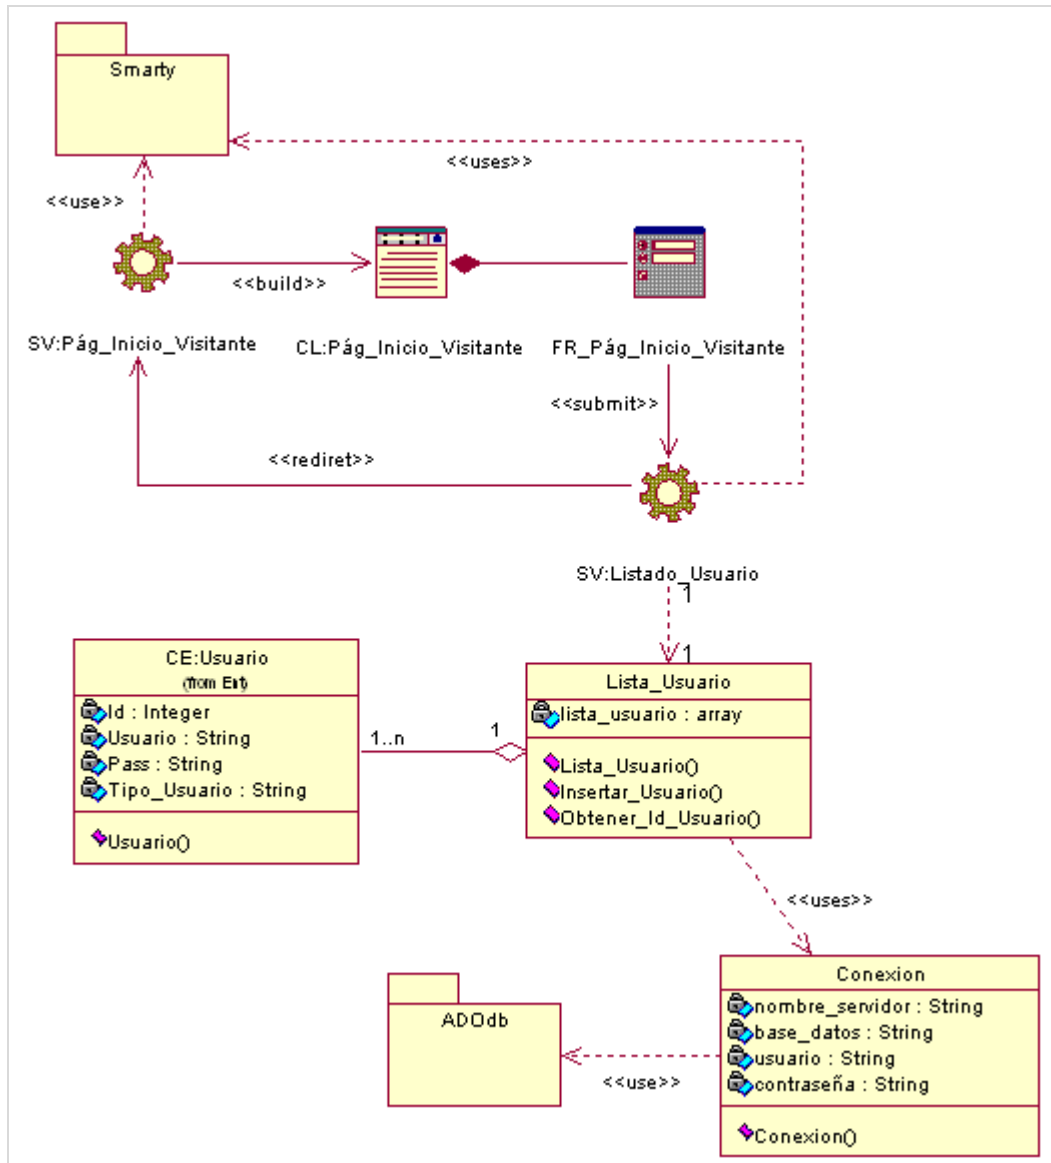 Smarty
<<uses>>
<<use>>
<<build>>
SV:Pág_Inicio_Visitante
CL:Pág_Inicio_Visitante
FR_Pág_Inicio_Visitante
<<submit>>
<<rediret>>
SV:Listado_Usuario
1
1
CE:Usuario
(from Ent)
Id : Integer
Usuario : String
Pass : String
Tipo_Usuario : String
Usuario()
1..n
1
Lista_Usuario
lista_usuario : array
Lista_Usuario()
Insertar_Usuario()
Obtener_Id_Usuario()
<<uses>>
ADOdb
<<use>>
Conexion
nombre_servidor : String
base_datos : String
usuario : String
contraseña : String
Conexion()